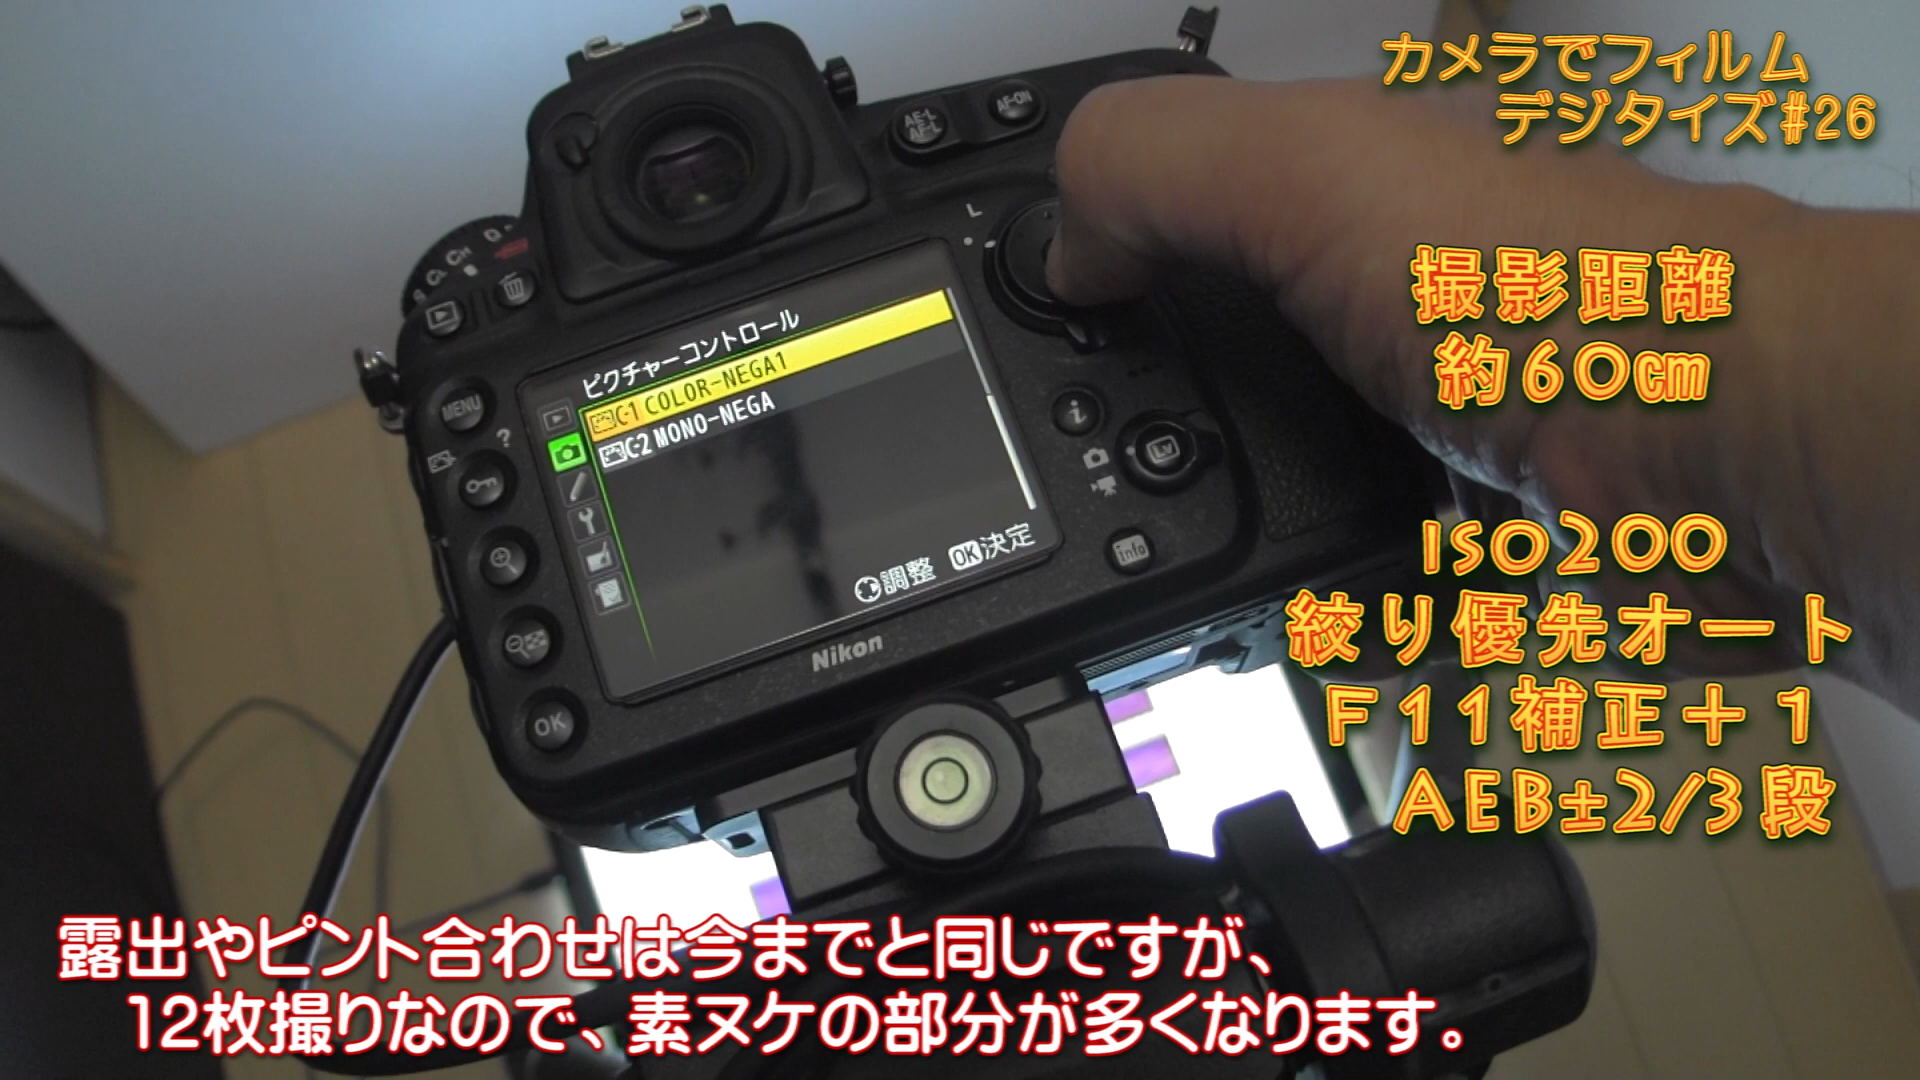 カメラでフィルム
デジタイズ#26
撮影距離
約60㎝
ISO200
絞り優先オート
F11補正+1
AEB±2/3段
AE-L
AF-L
AF-ON
L
CL CH Q
MENU
?
ピクチャーコントロール
C-1 COLOR-NEGA1
C-2 MONO-NEGA
調整 OK決定
i
Lv
info
OK
Nikon
露出やピント合わせは今までと同じですが、
12枚撮りなので、素ヌケの部分が多くなります。